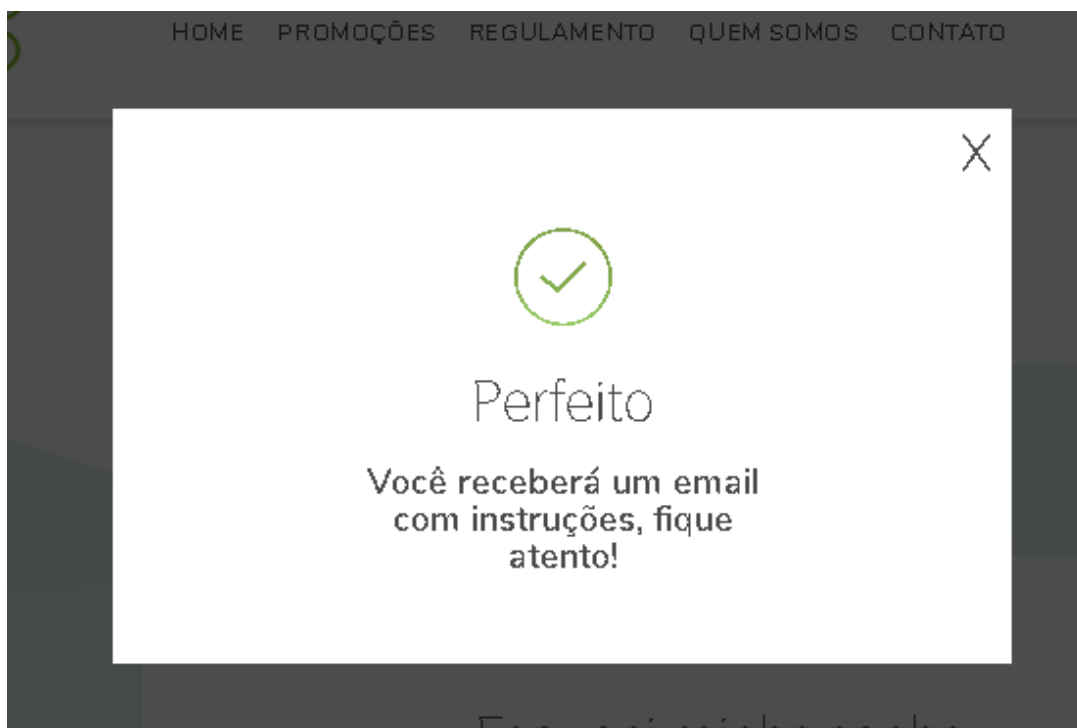 HOME PROMOÇÕES REGULAMENTO QUEM SOMOS CONTATO
X
Perfeito
Você receberá um email
com instruções, fique
atento!